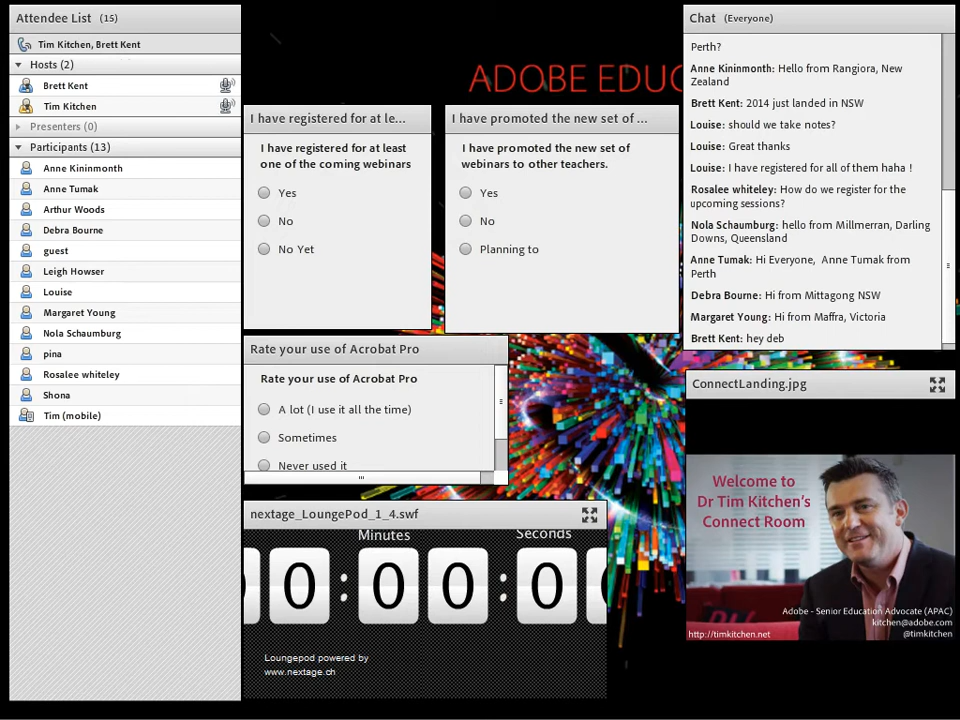 Attendee List (15)
Tim Kitchen, Brett Kent
Hosts (2)
Brett Kent
Tim Kitchen
Presenters (0)
Participants (13)
Anne Kininmonth
Anne Tumak
Arthur Woods
Debra Bourne
guest
Leigh Howser
Louise
Margaret Young
Nola Schaumburg
pina
Rosalee whiteley
Shona
Tim (mobile)
ADOBE EDUC
I have registered for at le...
I have registered for at least
one of the coming webinars
Yes
No
No Yet
I have promoted the new set of ...
I have promoted the new set of
webinars to other teachers.
Yes
No
Planning to
Rate your use of Acrobat Pro
Rate your use of Acrobat Pro
A lot (I use it all the time)
Sometimes
Never used it
nextage_LoungePod_1_4.swf
Minutes Seconds
0 : 0 0 : 0
Loungepod powered by
www.nextage.ch
Chat (Everyone)
Perth?
Anne Kininmonth: Hello from Rangiora, New
Zealand
Brett Kent: 2014 just landed in NSW
Louise: should we take notes?
Louise: Great thanks
Louise: I have registered for all of them haha !
Rosalee whiteley: How do we register for the
upcoming sessions?
Nola Schaumburg: hello from Millmerran, Darling
Downs, Queensland
Anne Tumak: Hi Everyone, Anne Tumak from
Perth
Debra Bourne: Hi from Mittagong NSW
Margaret Young: Hi from Maffra, Victoria
Brett Kent: hey deb
ConnectLanding.jpg
Welcome to
Dr Tim Kitchen's
Connect Room
Adobe - Senior Education Advocate (APAC)
kitchen@adobe.com
http://timkitchen.net @timkitchen